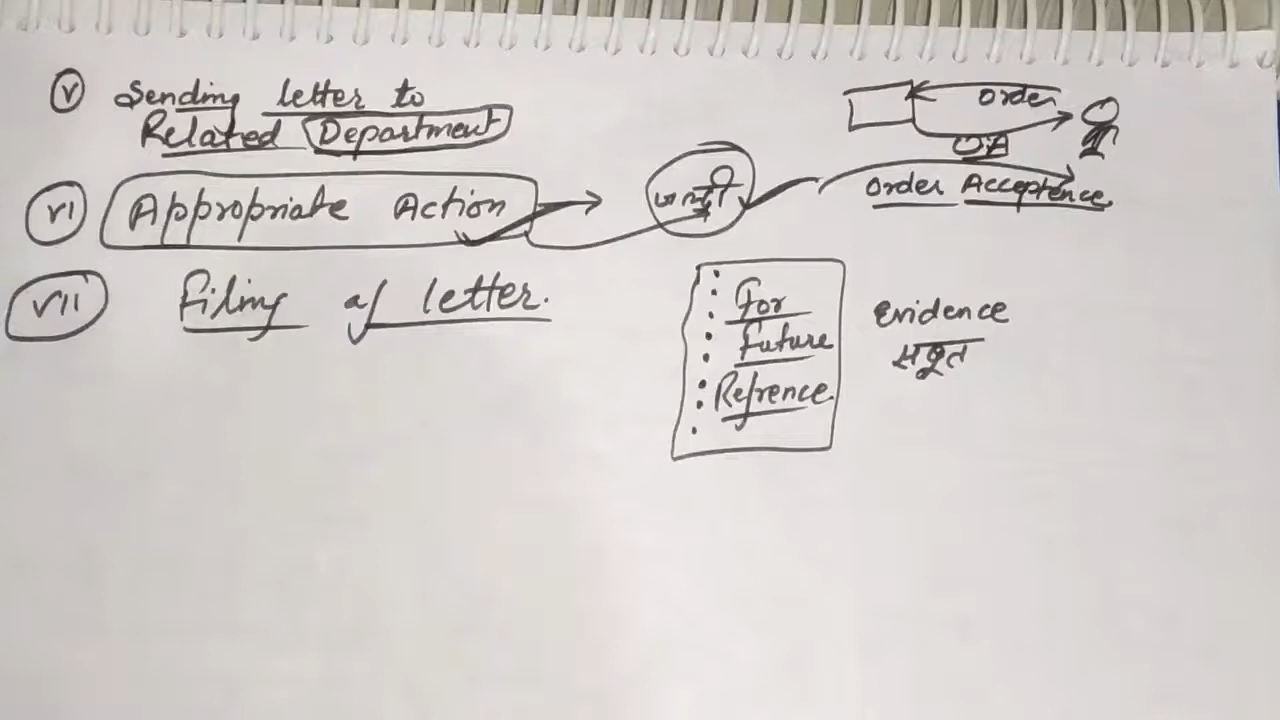 v Sending letter to
Related Department
Order
OA
vi Appropriate Action
Order Acceptence
vii Filing of letter.
For
Future
Refrence
Evidence
सबूत